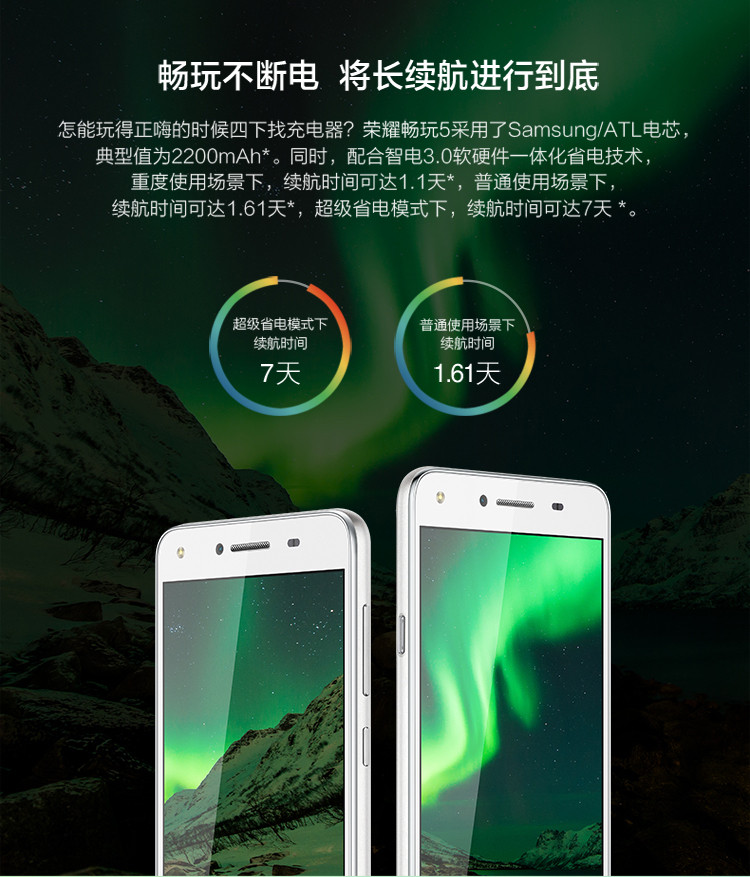 畅玩不断电 将长续航进行到底
怎能玩得正嗨的时候四下找充电器？荣耀畅玩5采用了Samsung/ATL电芯，
典型值为2200mAh*。同时，配合智电3.0软硬件一体化省电技术，
重度使用场景下，续航时间可达1.1天*，普通使用场景下，
续航时间可达1.61天*，超级省电模式下，续航时间可达7天 *。
超级省电模式下
续航时间
7天
普通使用场景下
续航时间
1.61天